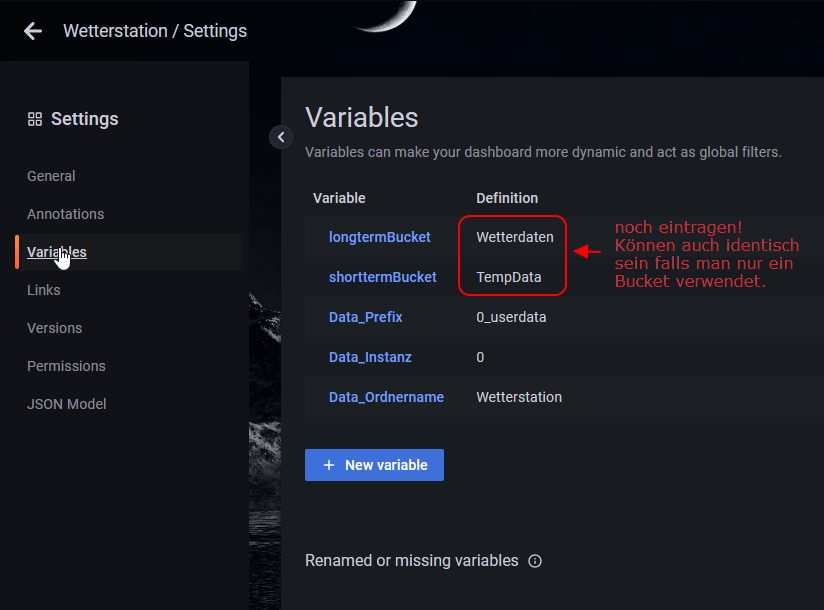 Wetterstation / Settings
Settings
General
Annotations
Variables
Links
Versions
Permissions
JSON Model
Variables
Variables can make your dashboard more dynamic and act as global filters.
Variable Definition
longtermBucket Wetterdaten
shorttermBucket TempData
Data_Prefix 0_userdata
Data_Instanz 0
Data_Ordnername Wetterstation
noch eintragen!
Können auch identisch
sein falls man nur ein
Bucket verwendet.
+ New variable
Renamed or missing variables